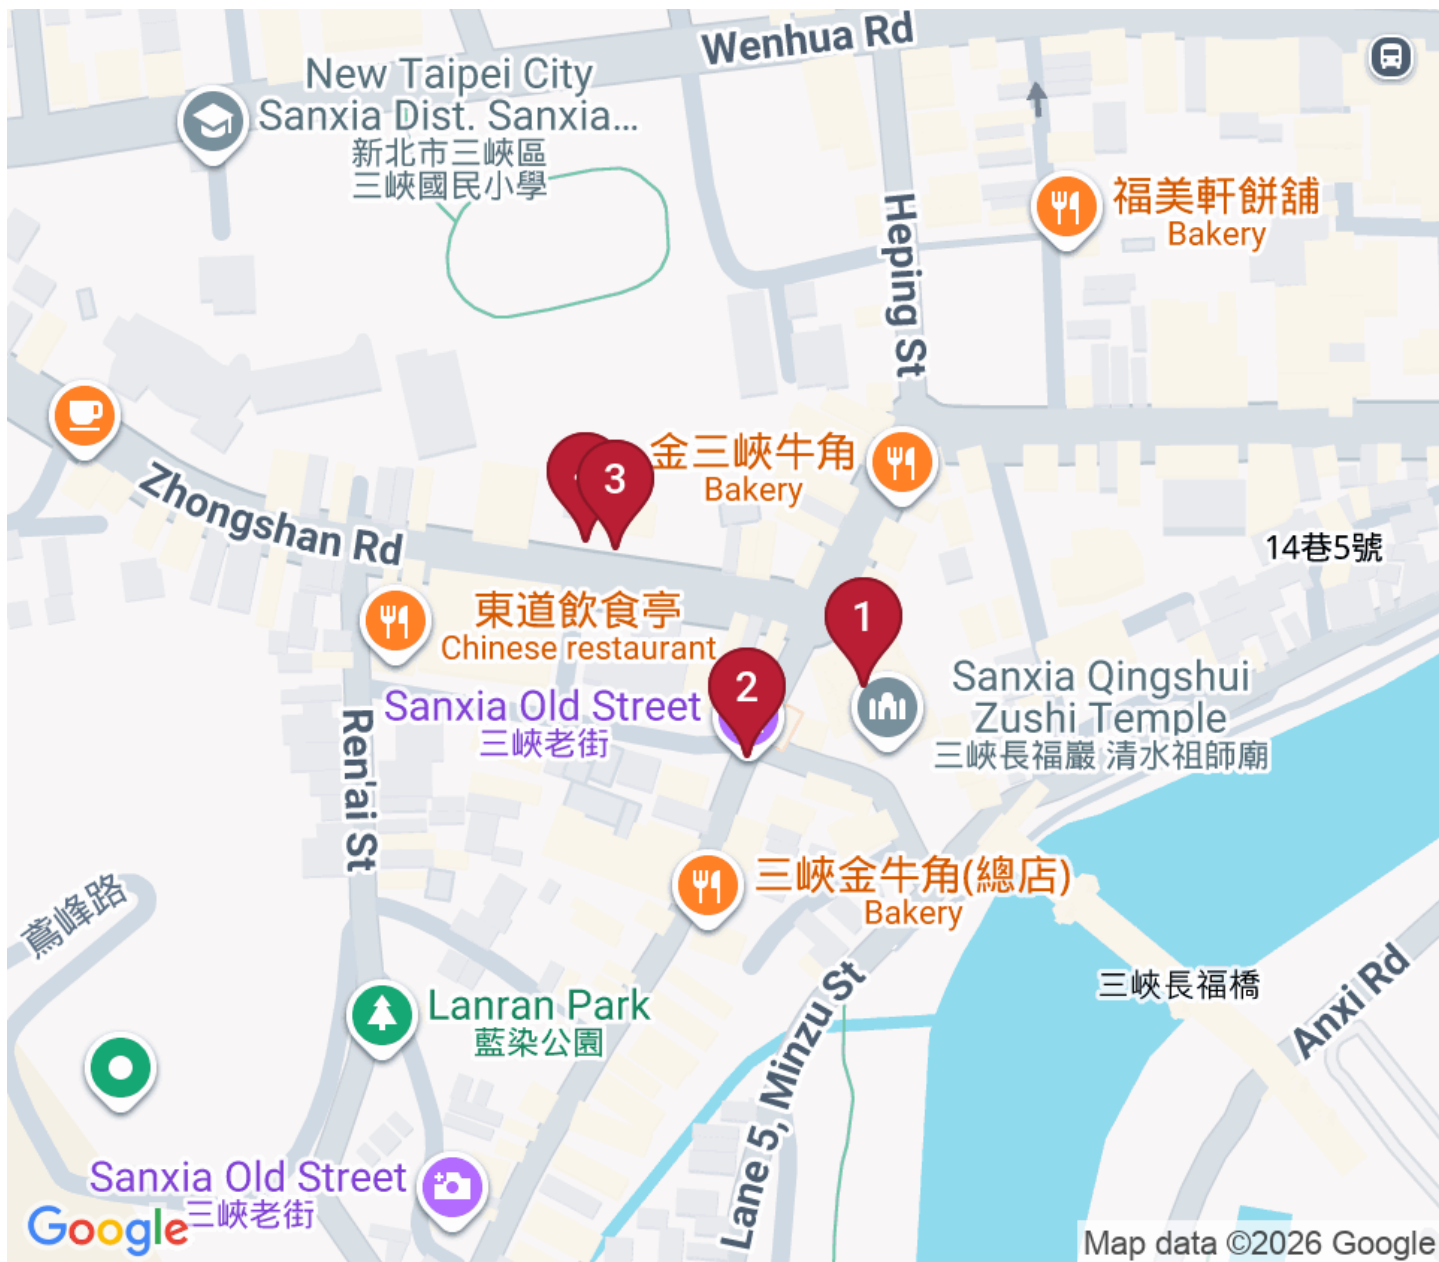 Wenhua Rd
New Taipei City
Sanxia Dist. Sanxia...
新北市三峽區
三峽國民小學
福美軒餅舖
Bakery
Heping St
金三峽牛角
Bakery
3
Zhongshan Rd
14巷5號
東道飲食亭
Chinese restaurant
1
2
Sanxia Old Street
三峽老街
Sanxia Qingshui
Zushi Temple
三峽長福巖 清水祖師廟
Ren'ai St
三峽金牛角(總店)
Bakery
鳶峰路
Lanran Park
藍染公園
三峽長福橋
Anxi Rd
Lane 5, Minzu St
Sanxia Old Street
三峽老街
Google
Map data ©2026 Google